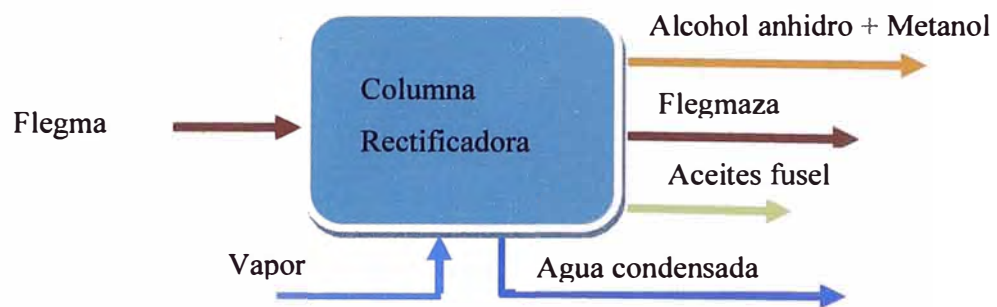 Alcohol anhidro + Metanol
Columna
Rectificadora
Flegma
Flegmaza
Aceites fusel
Vapor
Agua condensada